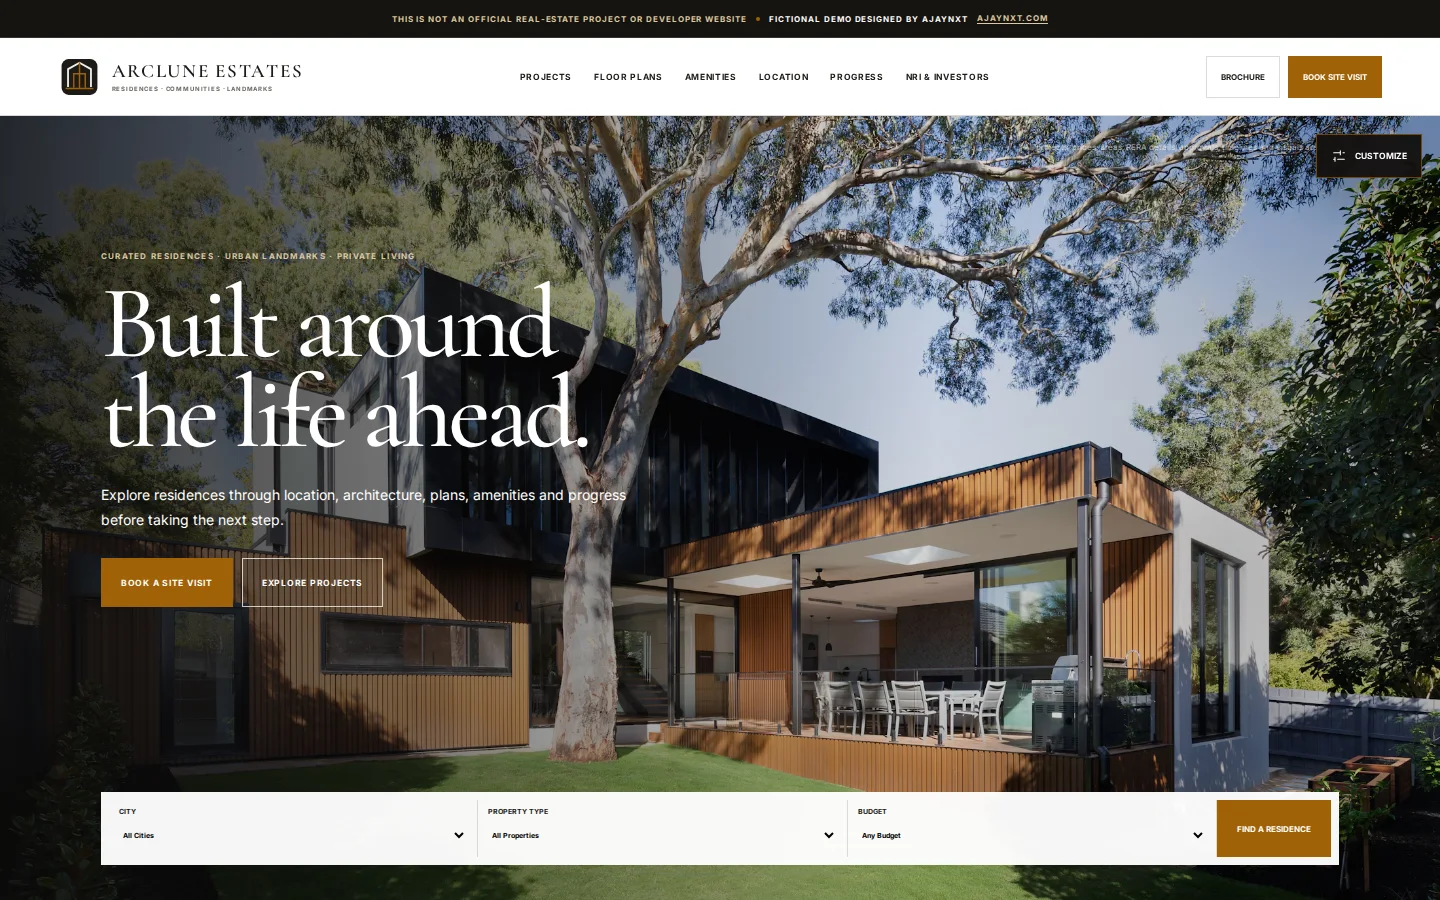 THIS IS NOT AN OFFICIAL REAL-ESTATE PROJECT OR DEVELOPER WEBSITE • FICTIONAL DEMO DESIGNED BY AJAYNXT AJAYNXT.COM
ARCLUNE ESTATES
RESIDENCES · COMMUNITIES · LANDMARKS
PROJECTS FLOOR PLANS AMENITIES LOCATION PROGRESS NRI & INVESTORS
BROCHURE
BOOK SITE VISIT
CUSTOMIZE
CURATED RESIDENCES · URBAN LANDMARKS · PRIVATE LIVING
Built around
the life ahead.
Explore residences through location, architecture, plans, amenities and progress
before taking the next step.
BOOK A SITE VISIT
EXPLORE PROJECTS
CITY
All Cities
PROPERTY TYPE
All Properties
BUDGET
Any Budget
FIND A RESIDENCE